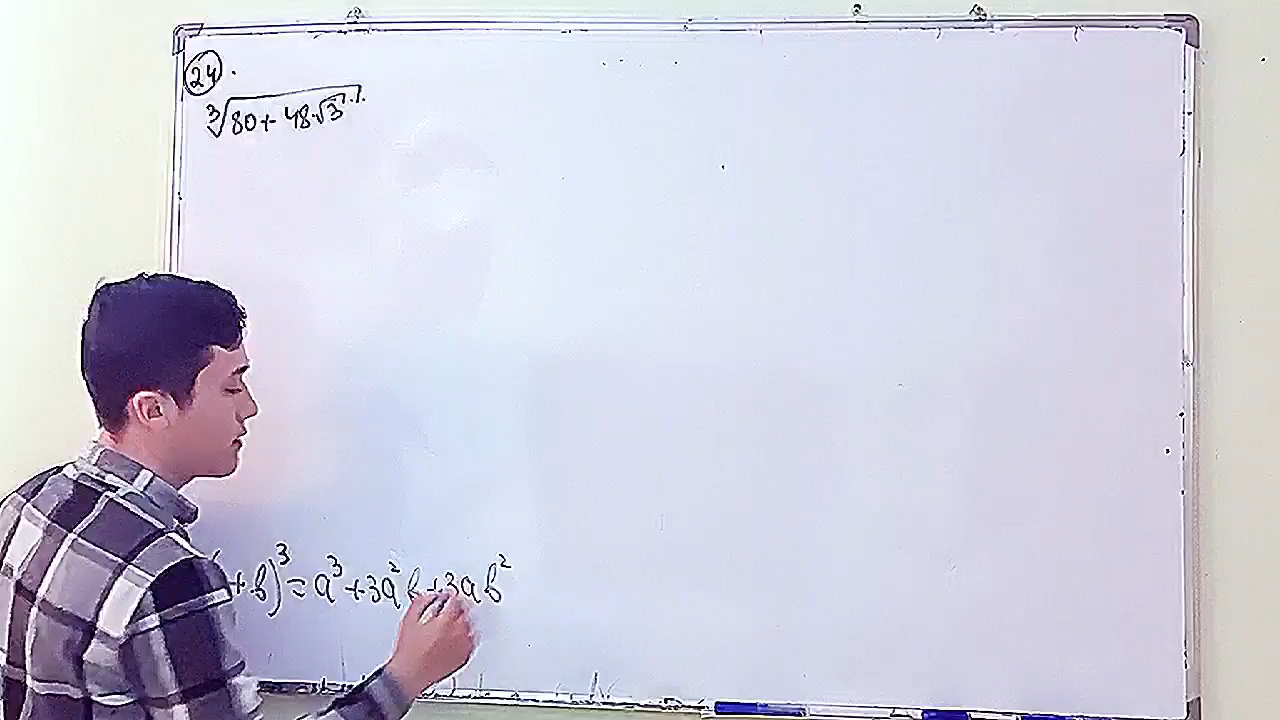 24.
∛(80+48·√3)
+b)³=a³+3a²b+3ab²